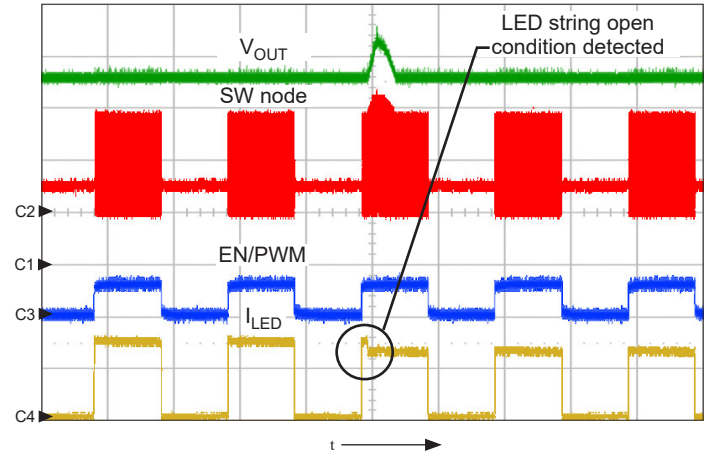 LED string open
condition detected
VOUT
SW node
C2
C1
EN/PWM
C3
ILED
C4
t